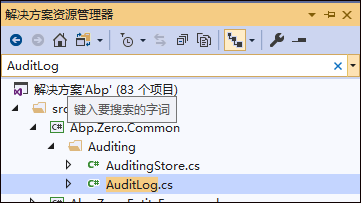 解决方案资源管理器
AuditLog
解决方案'Abp' (83 个项目)
键入要搜索的字词
Abp.Zero.Common
Auditing
C# AuditingStore.cs
C# AuditLog.cs